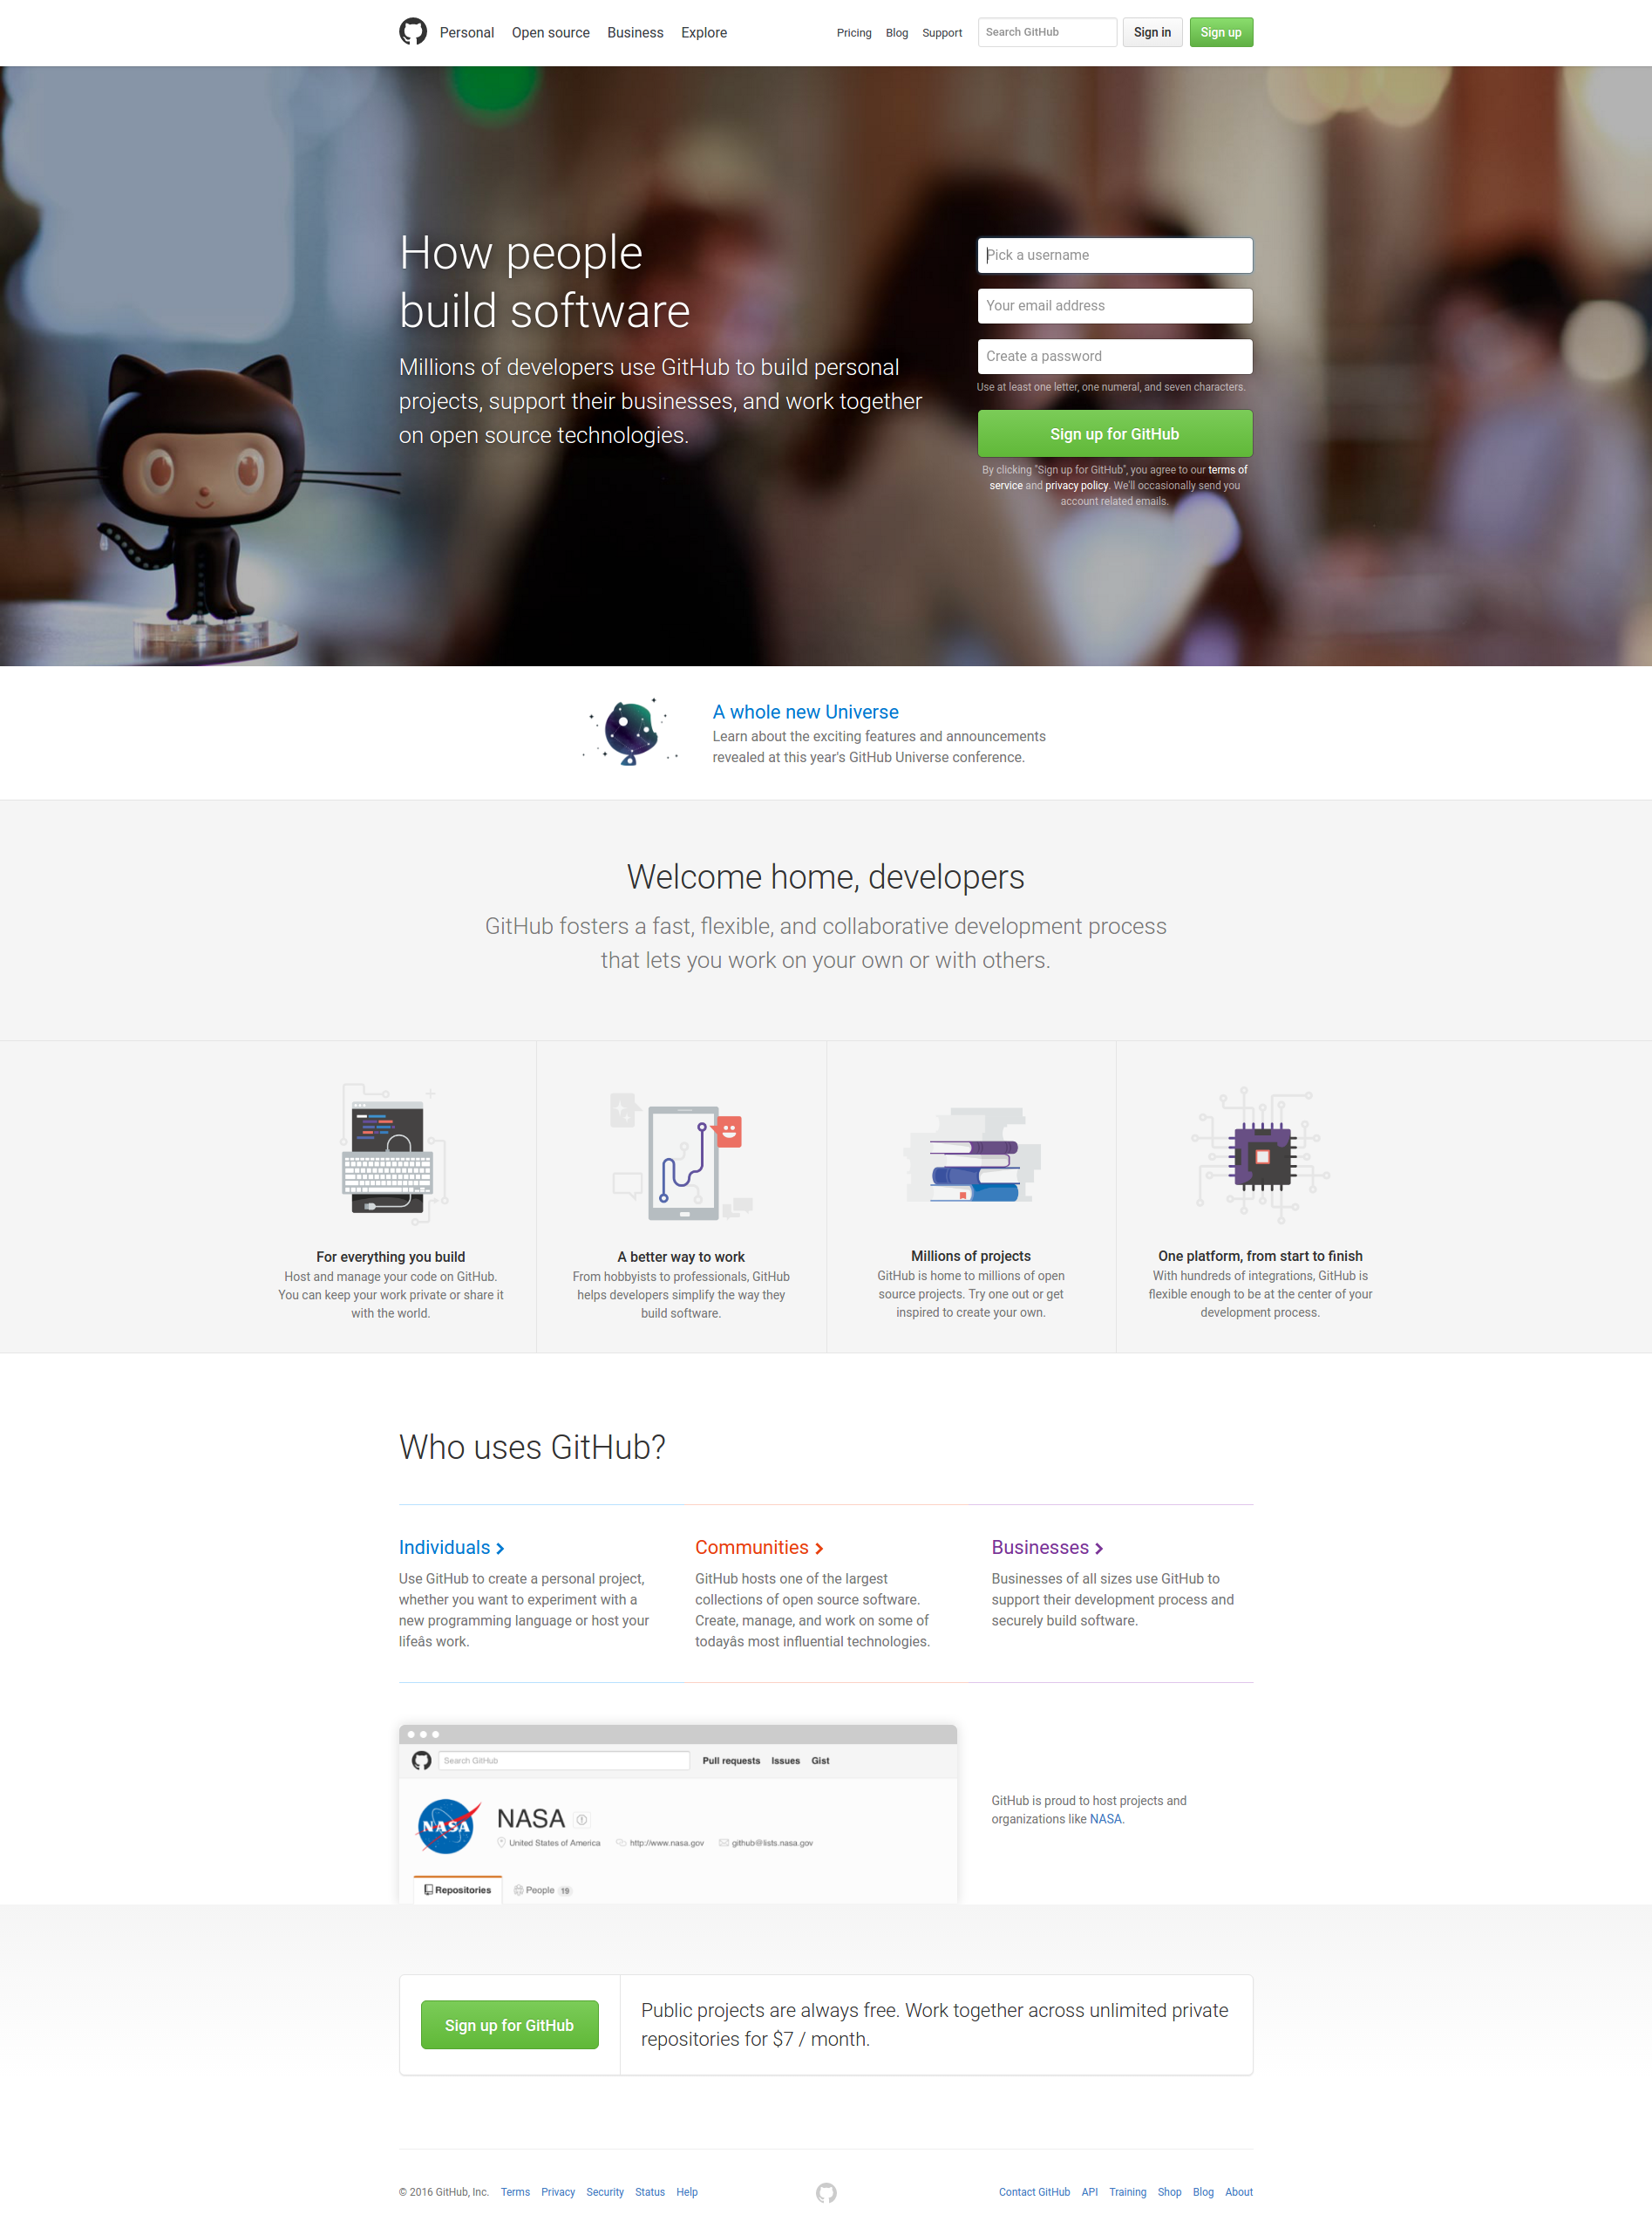 Personal Open source Business Explore Pricing Blog Support Search GitHub Sign in Sign up
How people
build software
Millions of developers use GitHub to build personal
projects, support their businesses, and work together
on open source technologies.
Pick a username
Your email address
Create a password
Use at least one letter, one numeral, and seven characters.
Sign up for GitHub
By clicking "Sign up for GitHub", you agree to our terms of
service and privacy policy. We'll occasionally send you
account related emails.
A whole new Universe
Learn about the exciting features and announcements
revealed at this year's GitHub Universe conference.
Welcome home, developers
GitHub fosters a fast, flexible, and collaborative development process
that lets you work on your own or with others.
For everything you build
Host and manage your code on GitHub.
You can keep your work private or share it
with the world.
A better way to work
From hobbyists to professionals, GitHub
helps developers simplify the way they
build software.
Millions of projects
GitHub is home to millions of open
source projects. Try one out or get
inspired to create your own.
One platform, from start to finish
With hundreds of integrations, GitHub is
flexible enough to be at the center of your
development process.
Who uses GitHub?
Individuals
Use GitHub to create a personal project,
whether you want to experiment with a
new programming language or host your
lifeâs work.
Communities
GitHub hosts one of the largest
collections of open source software.
Create, manage, and work on some of
todayâs most influential technologies.
Businesses
Businesses of all sizes use GitHub to
support their development process and
securely build software.
Search GitHub Pull requests Issues Gist
NASA
NASA
United States of America http://www.nasa.gov github@lists.nasa.gov
Repositories People 19
GitHub is proud to host projects and
organizations like NASA.
Sign up for GitHub
Public projects are always free. Work together across unlimited private
repositories for $7 / month.
© 2016 GitHub, Inc. Terms Privacy Security Status Help Contact GitHub API Training Shop Blog About